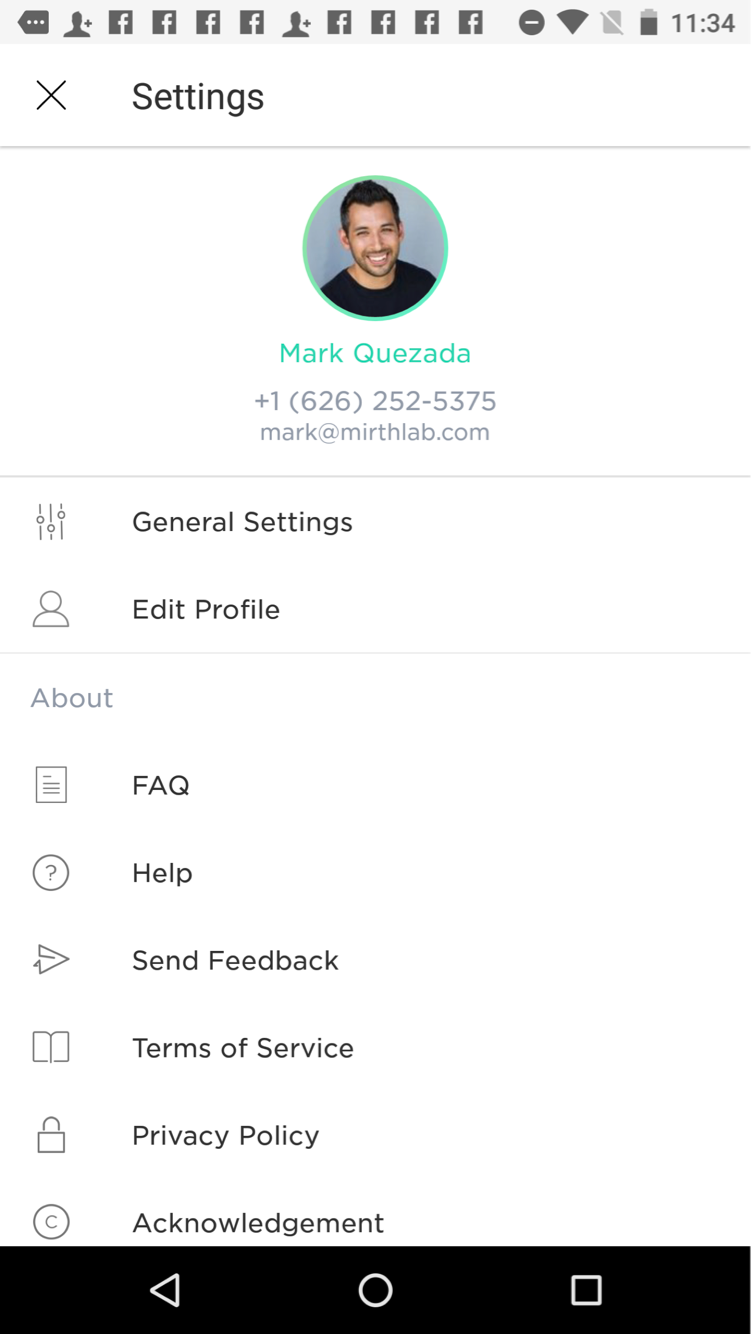 11:34
Settings
Mark Quezada
+1 (626) 252-5375
mark@mirthlab.com
General Settings
Edit Profile
About
FAQ
Help
Send Feedback
Terms of Service
Privacy Policy
Acknowledgement